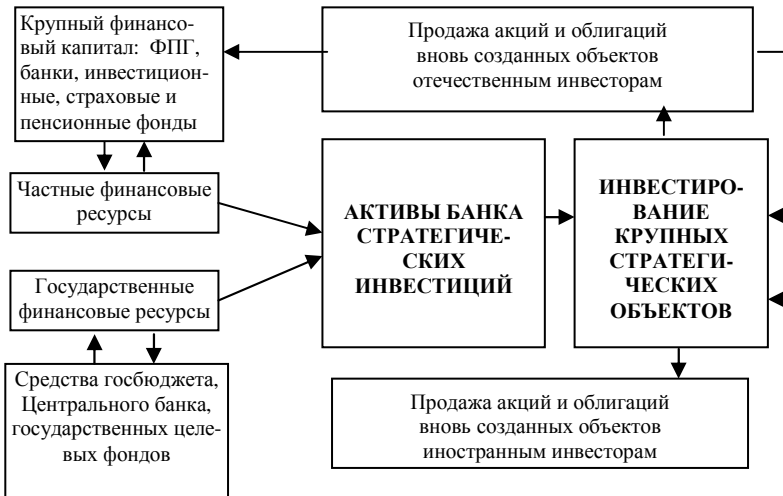 Крупный финансо-
вый капитал: ФПГ,
банки, инвестицион-
ные, страховые и
пенсионные фонды
Продажа акций и облигаций
вновь созданных объектов
отечественным инвесторам
Частные финансовые
ресурсы
Государственные
финансовые ресурсы
АКТИВЫ БАНКА
СТРАТЕГИЧЕ-
СКИХ
ИНВЕСТИЦИЙ
ИНВЕСТИРО-
ВАНИЕ
КРУПНЫХ
СТРАТЕГИ-
ЧЕСКИХ
ОБЪЕКТОВ
Средства госбюджета,
Центрального банка,
государственных целе-
вых фондов
Продажа акций и облигаций
вновь созданных объектов
иностранным инвесторам